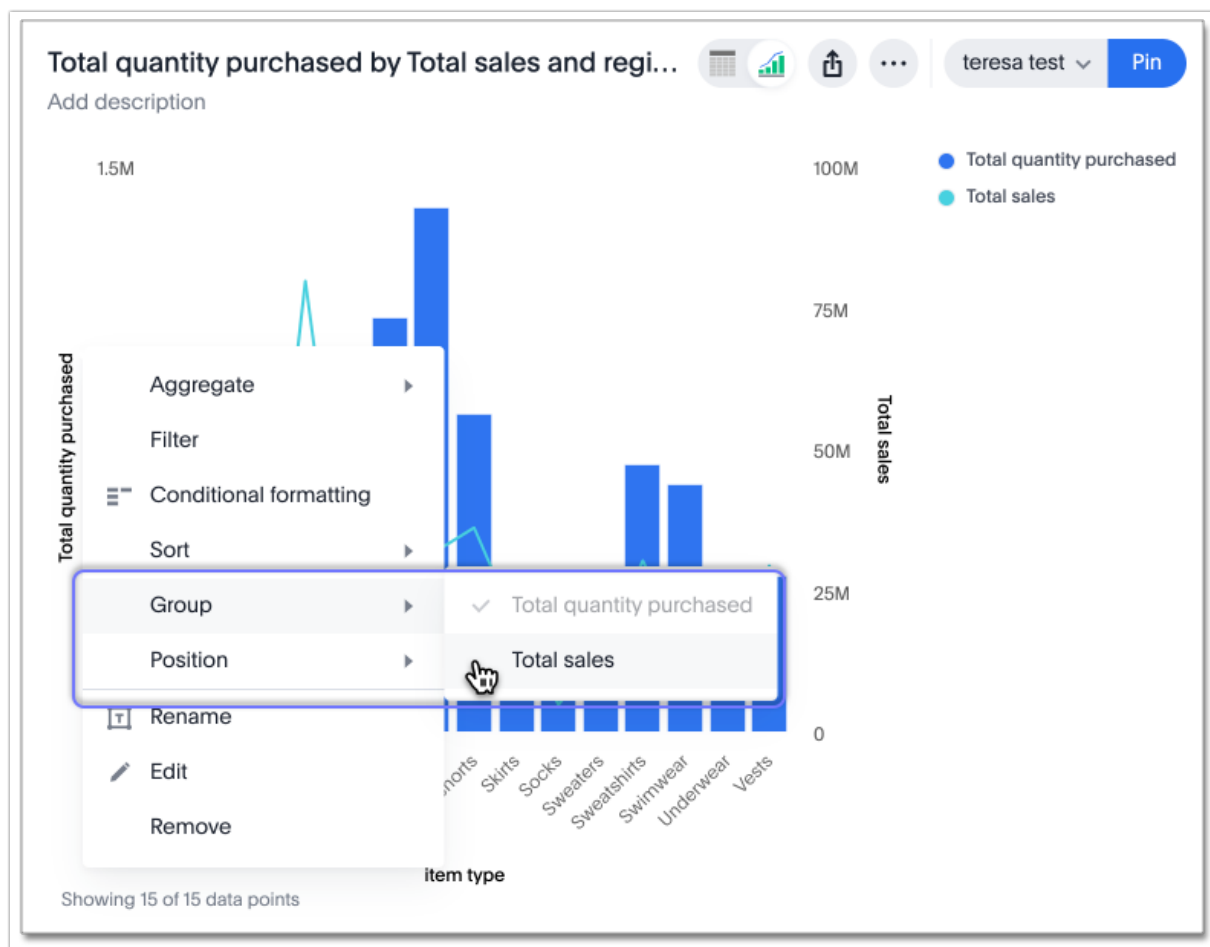 Total quantity purchased by Total sales and regi...
teresa test
Pin
Add description
1.5M
100M
Total quantity purchased
Total sales
75M
50M
25M
0
Total quantity purchased
Total sales
Aggregate
Filter
Conditional formatting
Sort
Group
Position
Total quantity purchased
Total sales
Rename
Edit
Remove
Skirts
Socks
Sweaters
Sweatshirts
Swimwear
Underwear
Vests
item type
Showing 15 of 15 data points